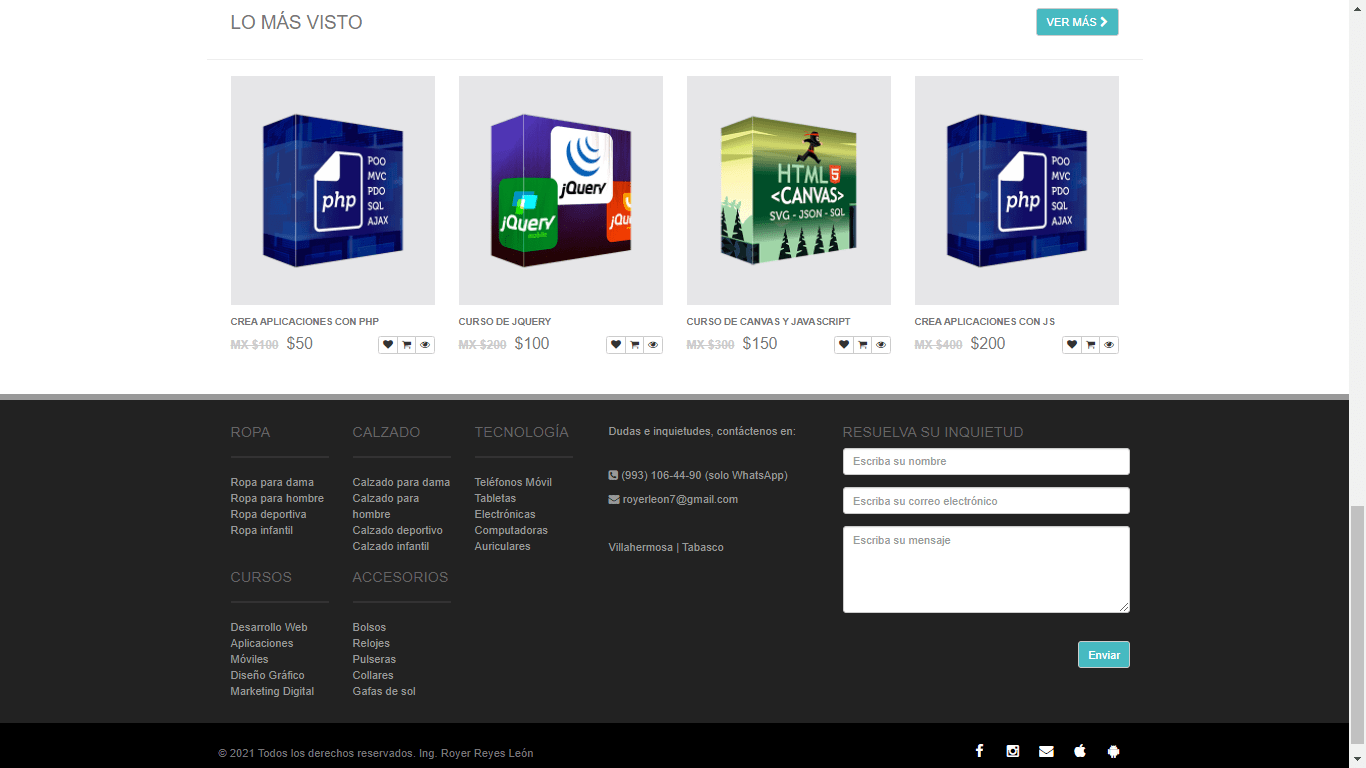 LO MÁS VISTO
VER MÁS
php
POO
MVC
PDO
SQL
AJAX
jQuery
jQuery
mobile
jQu
HTML5
<CANVAS>
SVG - JSON - SQL
php
POO
MVC
PDO
SQL
AJAX
CREA APLICACIONES CON PHP
MX $100 $50
CURSO DE JQUERY
MX $200 $100
CURSO DE CANVAS Y JAVASCRIPT
MX $300 $150
CREA APLICACIONES CON JS
MX $400 $200
ROPA
Ropa para dama
Ropa para hombre
Ropa deportiva
Ropa infantil
CALZADO
Calzado para dama
Calzado para
hombre
Calzado deportivo
Calzado infantil
TECNOLOGÍA
Teléfonos Móvil
Tabletas
Electrónicas
Computadoras
Auriculares
CURSOS
Desarrollo Web
Aplicaciones
Móviles
Diseño Gráfico
Marketing Digital
ACCESORIOS
Bolsos
Relojes
Pulseras
Collares
Gafas de sol
Dudas e inquietudes, contáctenos en:
(993) 106-44-90 (solo WhatsApp)
royerleon7@gmail.com
Villahermosa | Tabasco
RESUELVA SU INQUIETUD
Escriba su nombre
Escriba su correo electrónico
Escriba su mensaje
Enviar
© 2021 Todos los derechos reservados. Ing. Royer Reyes León